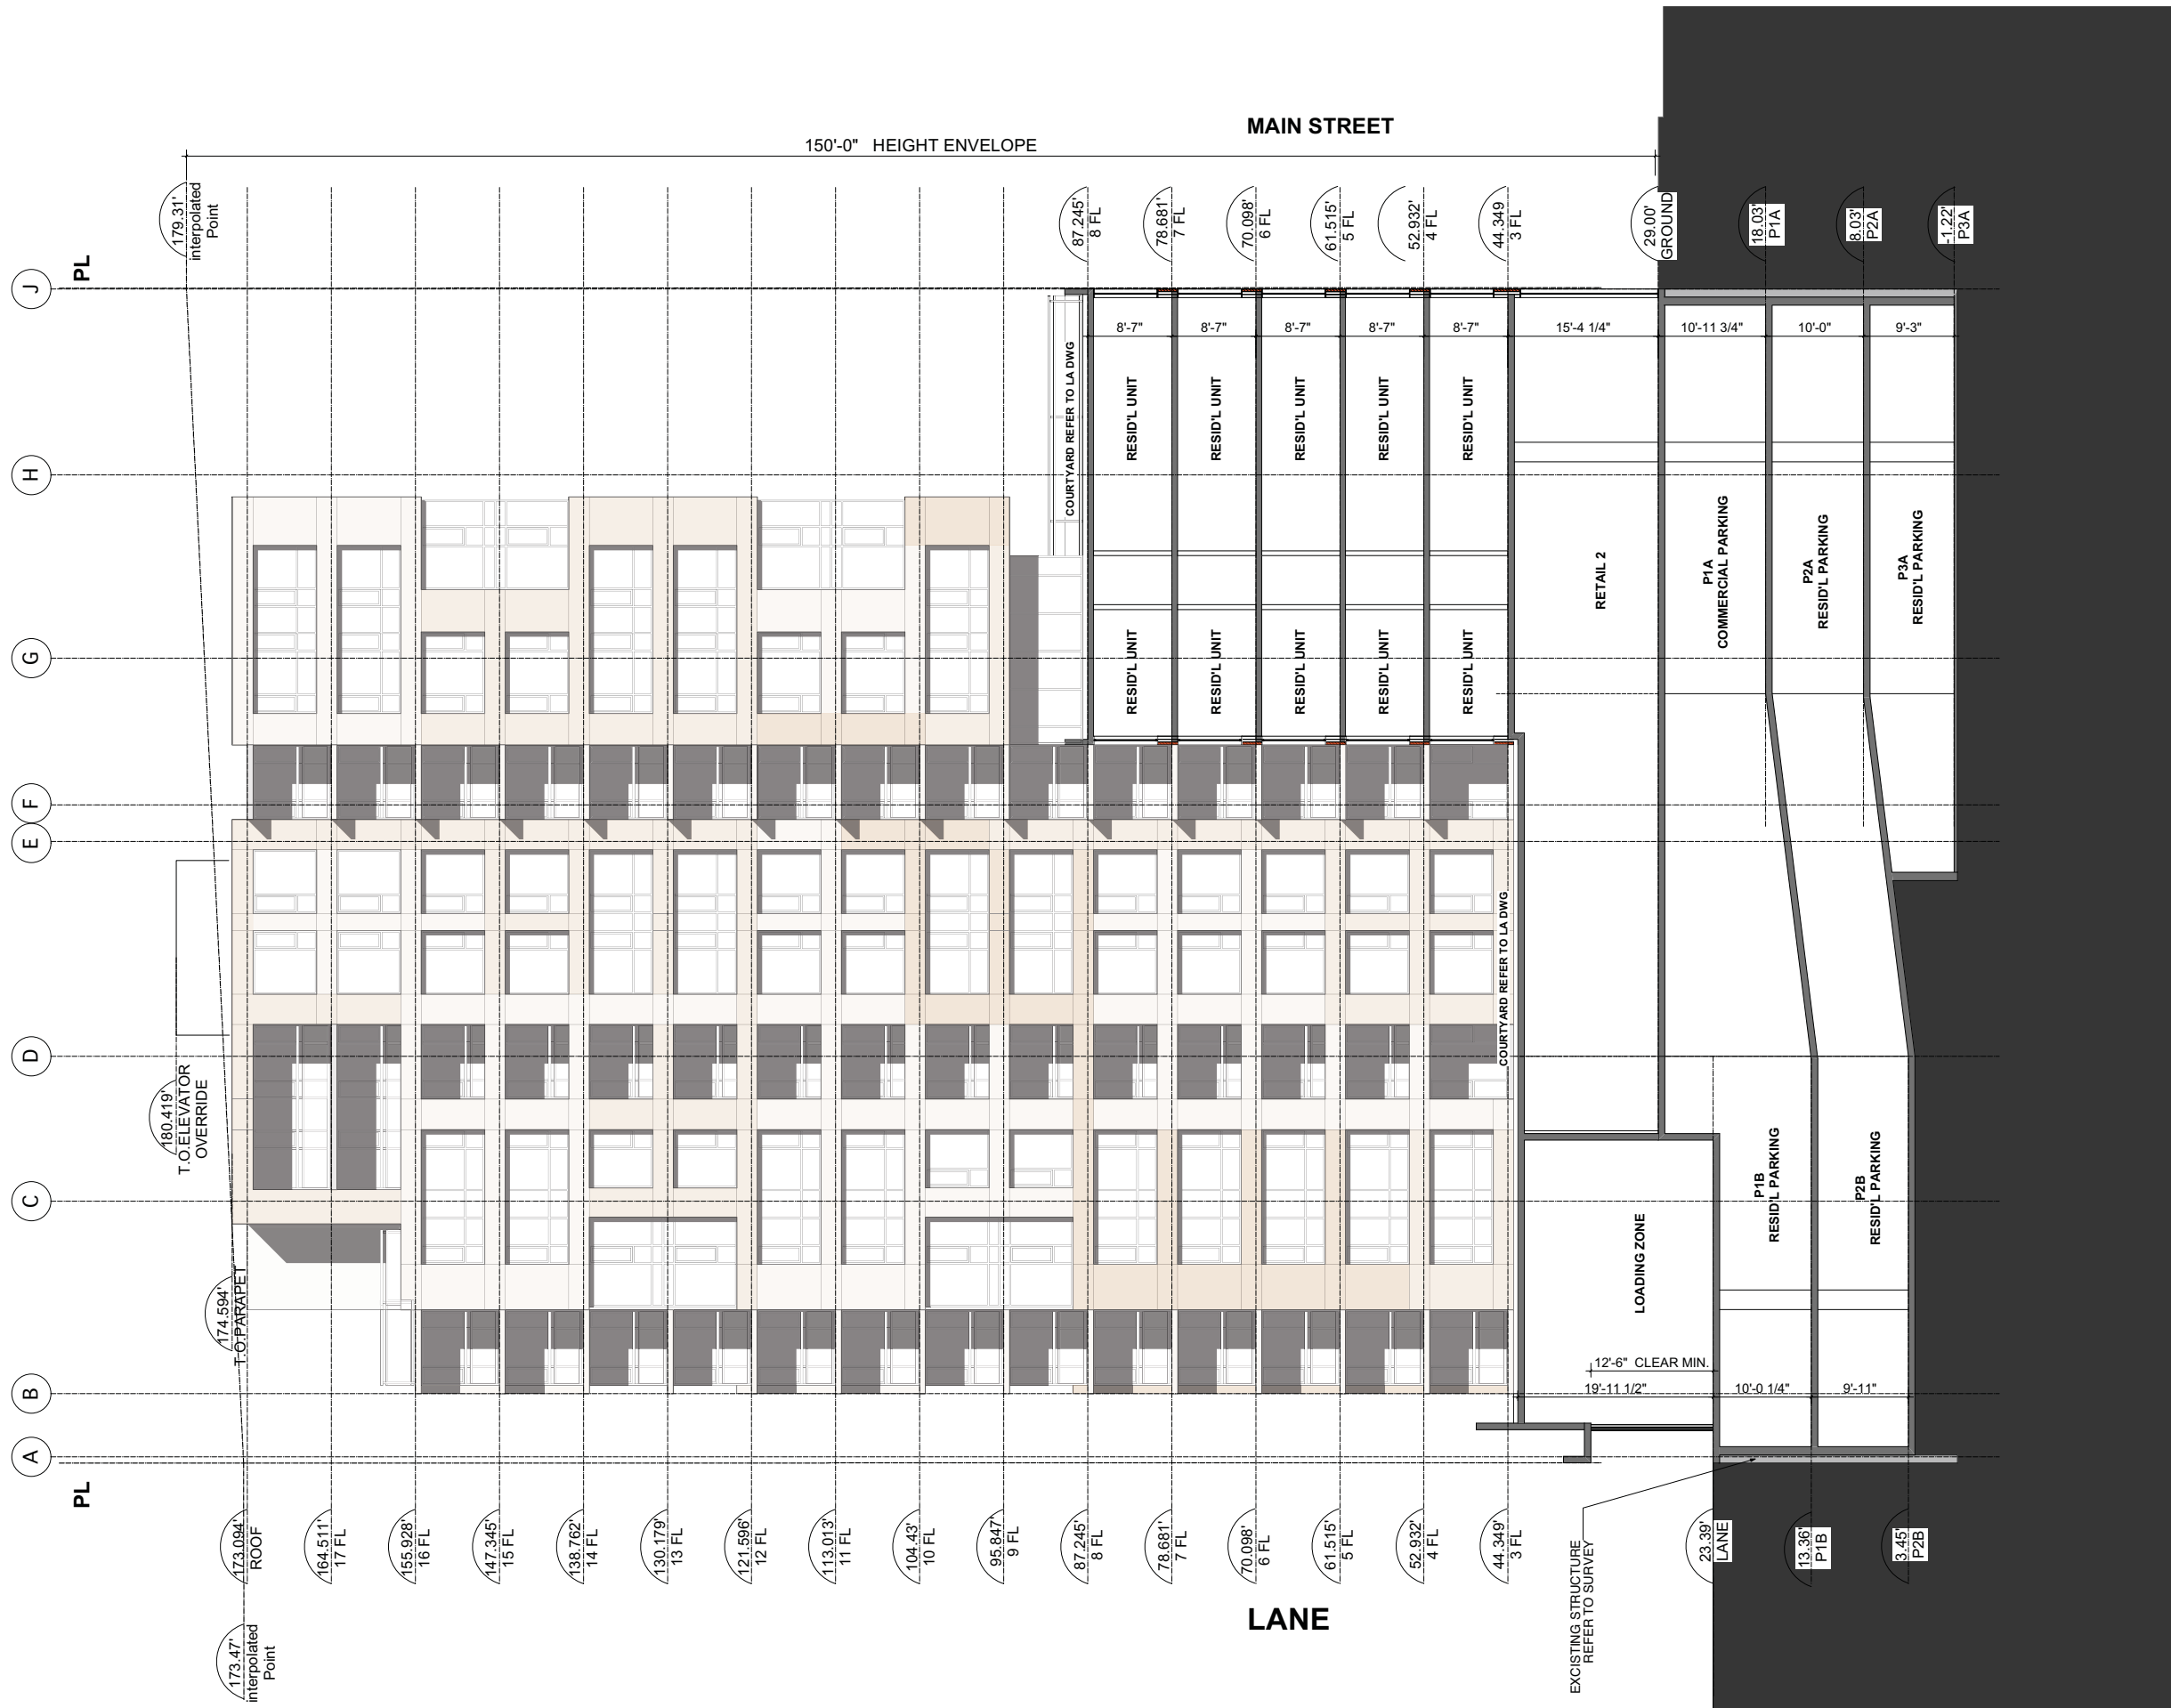 MAIN STREET
150'-0" HEIGHT ENVELOPE
179.31'
interpolated
Point
87.245'
8 FL
78.681'
7 FL
70.098'
6 FL
61.515'
5 FL
52.932'
4 FL
44.349
3 FL
29.00'
GROUND
18.03'
P1A
8.03'
P2A
-1.22'
P3A
PL
J
H
G
F
E
D
C
B
A
PL
8'-7"
8'-7"
8'-7"
8'-7"
8'-7"
15'-4 1/4"
10'-11 3/4"
10'-0"
9'-3"
COURTYARD REFER TO LA DWG
RESID'L UNIT
RESID'L UNIT
RESID'L UNIT
RESID'L UNIT
RESID'L UNIT
RETAIL 2
P1A
COMMERCIAL PARKING
P2A
RESID'L PARKING
P3A
RESID'L PARKING
RESID'L UNIT
RESID'L UNIT
RESID'L UNIT
RESID'L UNIT
RESID'L UNIT
COURTYARD REFER TO LA DWG
180.419'
T.O.ELEVATOR
OVERRIDE
174.594'
T.O.PARAPET
LOADING ZONE
P1B
RESID'L PARKING
P2B
RESID'L PARKING
12'-6" CLEAR MIN.
19'-11 1/2"
10'-0 1/4"
9'-11"
173.094'
ROOF
164.511'
17 FL
155.928'
16 FL
147.345'
15 FL
138.762'
14 FL
130.179'
13 FL
121.596'
12 FL
113.013'
11 FL
104.43'
10 FL
95.847'
9 FL
87.245'
8 FL
78.681'
7 FL
70.098'
6 FL
61.515'
5 FL
52.932'
4 FL
44.349'
3 FL
23.39'
LANE
13.36'
P1B
3.45'
P2B
EXCISTING STRUCTURE
REFER TO SURVEY
173.47'
interpolated
Point
LANE